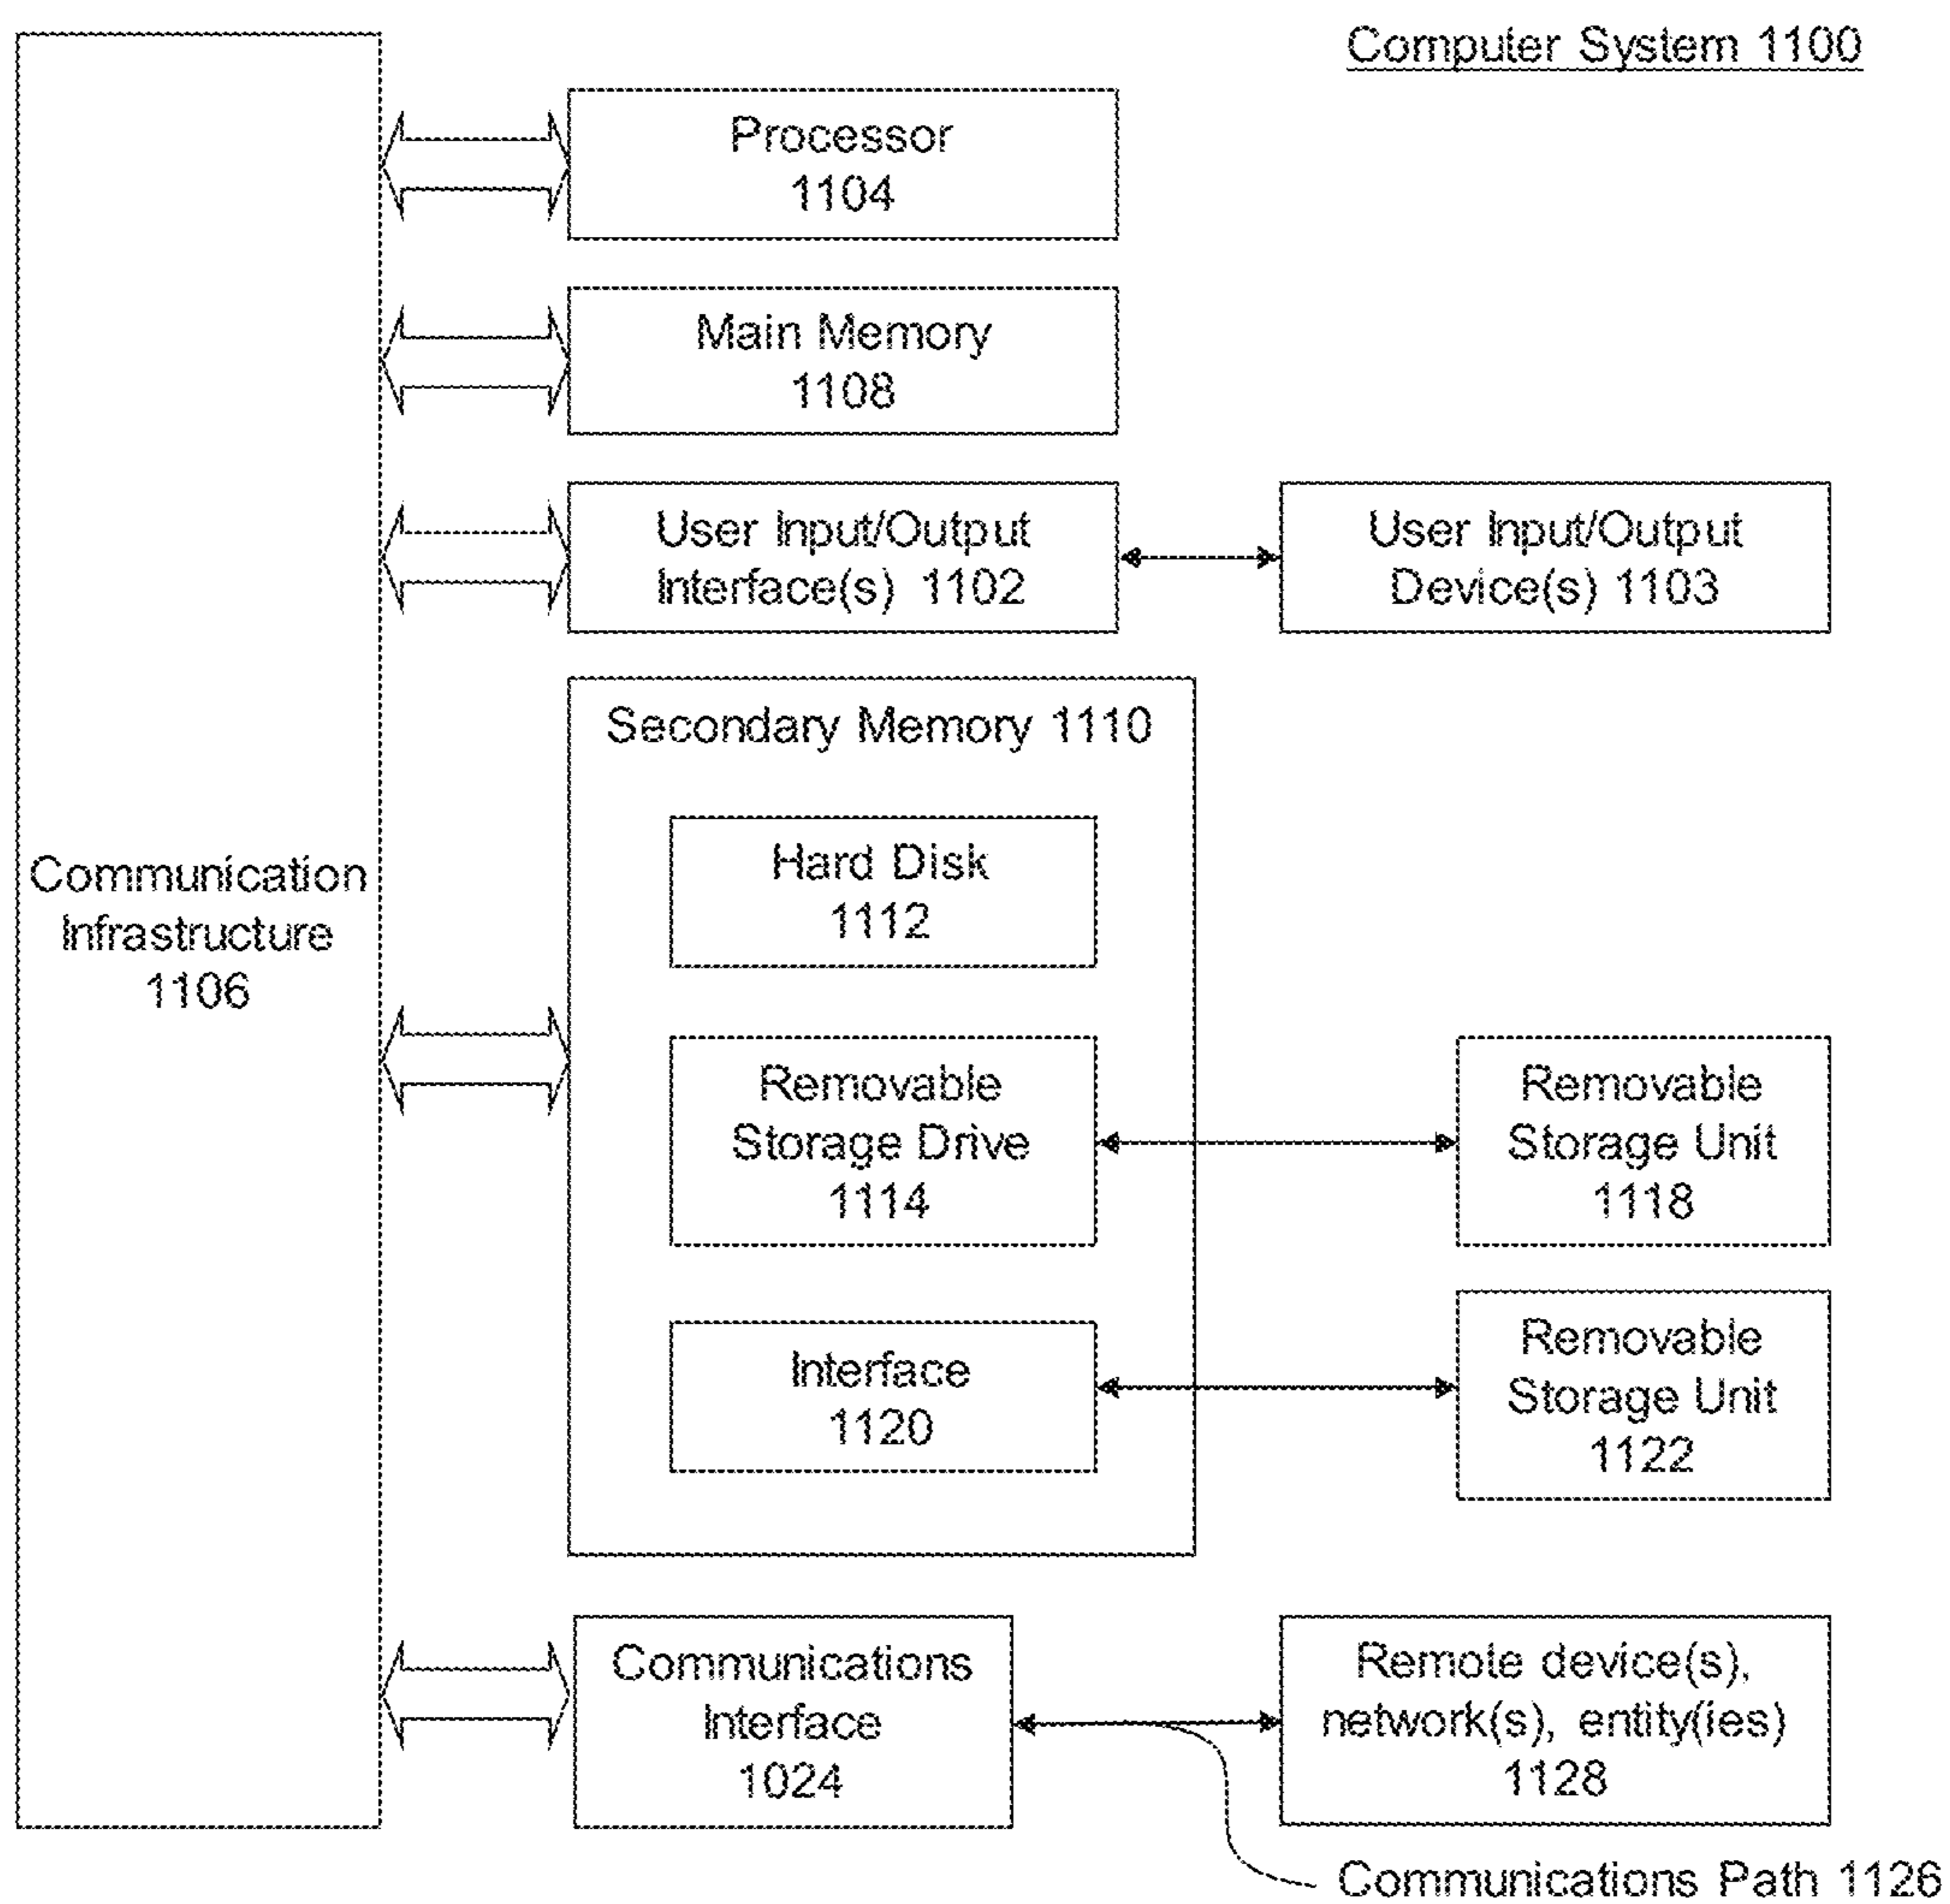 Computer System 1100
Processor
1104
Main Memory
1108
User Input/Output
Interface(s) 1102
User Input/Output
Device(s) 1103
Secondary Memory 1110
Hard Disk
1112
Communication
Infrastructure
1106
Removable
Storage Drive
1114
Removable
Storage Unit
1118
Interface
1120
Removable
Storage Unit
1122
Communications
Interface
1024
Remote device(s),
network(s), entity(ies)
1128
Communications Path 1126